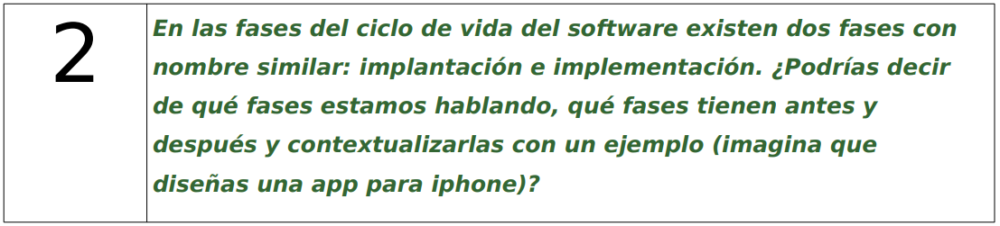 2
En las fases del ciclo de vida del software existen dos fases con
nombre similar: implantación e implementación. ¿Podrías decir
de qué fases estamos hablando, qué fases tienen antes y
después y contextualizarlas con un ejemplo (imagina que
diseñas una app para iphone)?